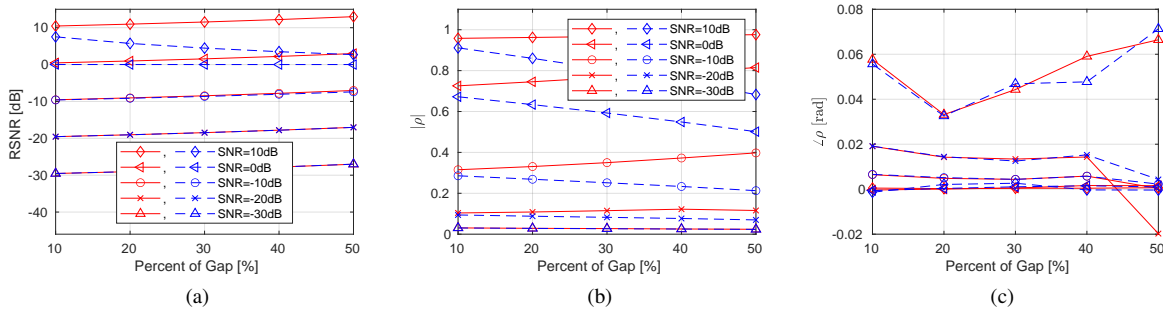 10
0
-10
-20
-30
-40
RSNR [dB]
, SNR=10dB
, SNR=0dB
, SNR=-10dB
, SNR=-20dB
, SNR=-30dB
10 20 30 40 50
Percent of Gap [%]
(a)
1
0.8
0.6
0.4
0.2
0
|ρ|
, SNR=10dB
, SNR=0dB
, SNR=-10dB
, SNR=-20dB
, SNR=-30dB
10 20 30 40 50
Percent of Gap [%]
(b)
0.08
0.06
0.04
0.02
0
-0.02
∠ρ [rad]
10 20 30 40 50
Percent of Gap [%]
(c)